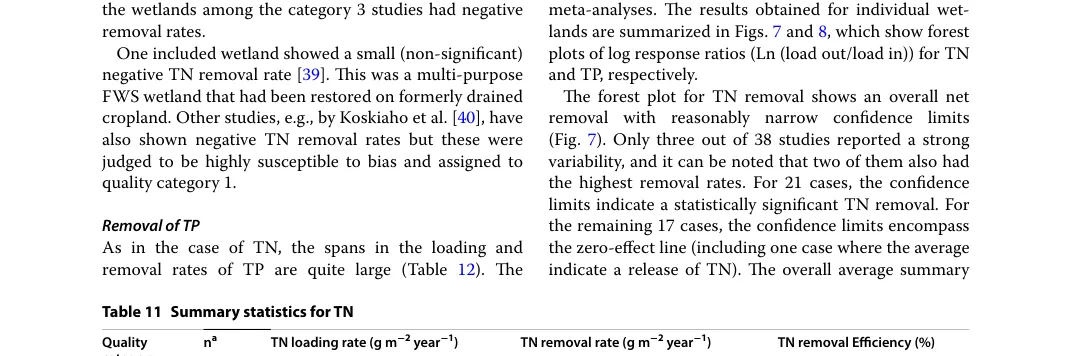 the wetlands among the category 3 studies had negative
removal rates.
One included wetland showed a small (non-significant)
negative TN removal rate [39]. This was a multi-purpose
FWS wetland that had been restored on formerly drained
cropland. Other studies, e.g., by Koskiaho et al. [40], have
also shown negative TN removal rates but these were
judged to be highly susceptible to bias and assigned to
quality category 1.
Removal of TP
As in the case of TN, the spans in the loading and
removal rates of TP are quite large (Table 12). The
meta-analyses. The results obtained for individual wet-
lands are summarized in Figs. 7 and 8, which show forest
plots of log response ratios (Ln (load out/load in)) for TN
and TP, respectively.
The forest plot for TN removal shows an overall net
removal with reasonably narrow confidence limits
(Fig. 7). Only three out of 38 studies reported a strong
variability, and it can be noted that two of them also had
the highest removal rates. For 21 cases, the confidence
limits indicate a statistically significant TN removal. For
the remaining 17 cases, the confidence limits encompass
the zero-effect line (including one case where the average
indicate a release of TN). The overall average summary
Table 11 Summary statistics for TN
Quality nᵃ TN loading rate (g m⁻² year⁻¹) TN removal rate (g m⁻² year⁻¹) TN removal Efficiency (%)